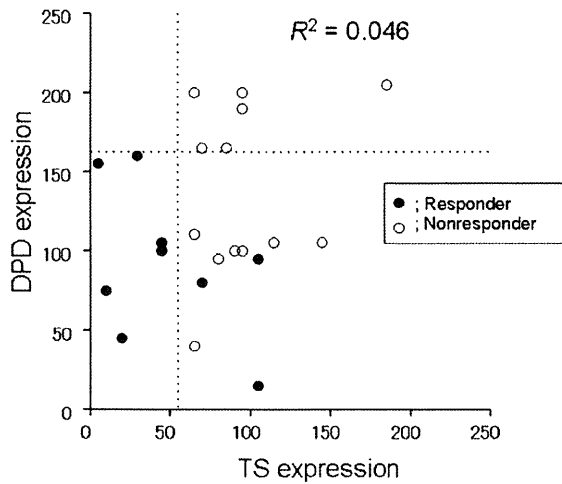 R² = 0.046
250
200
150
100
50
0
DPD expression
● ; Responder
○ ; Nonresponder
0 50 100 150 200 250
TS expression